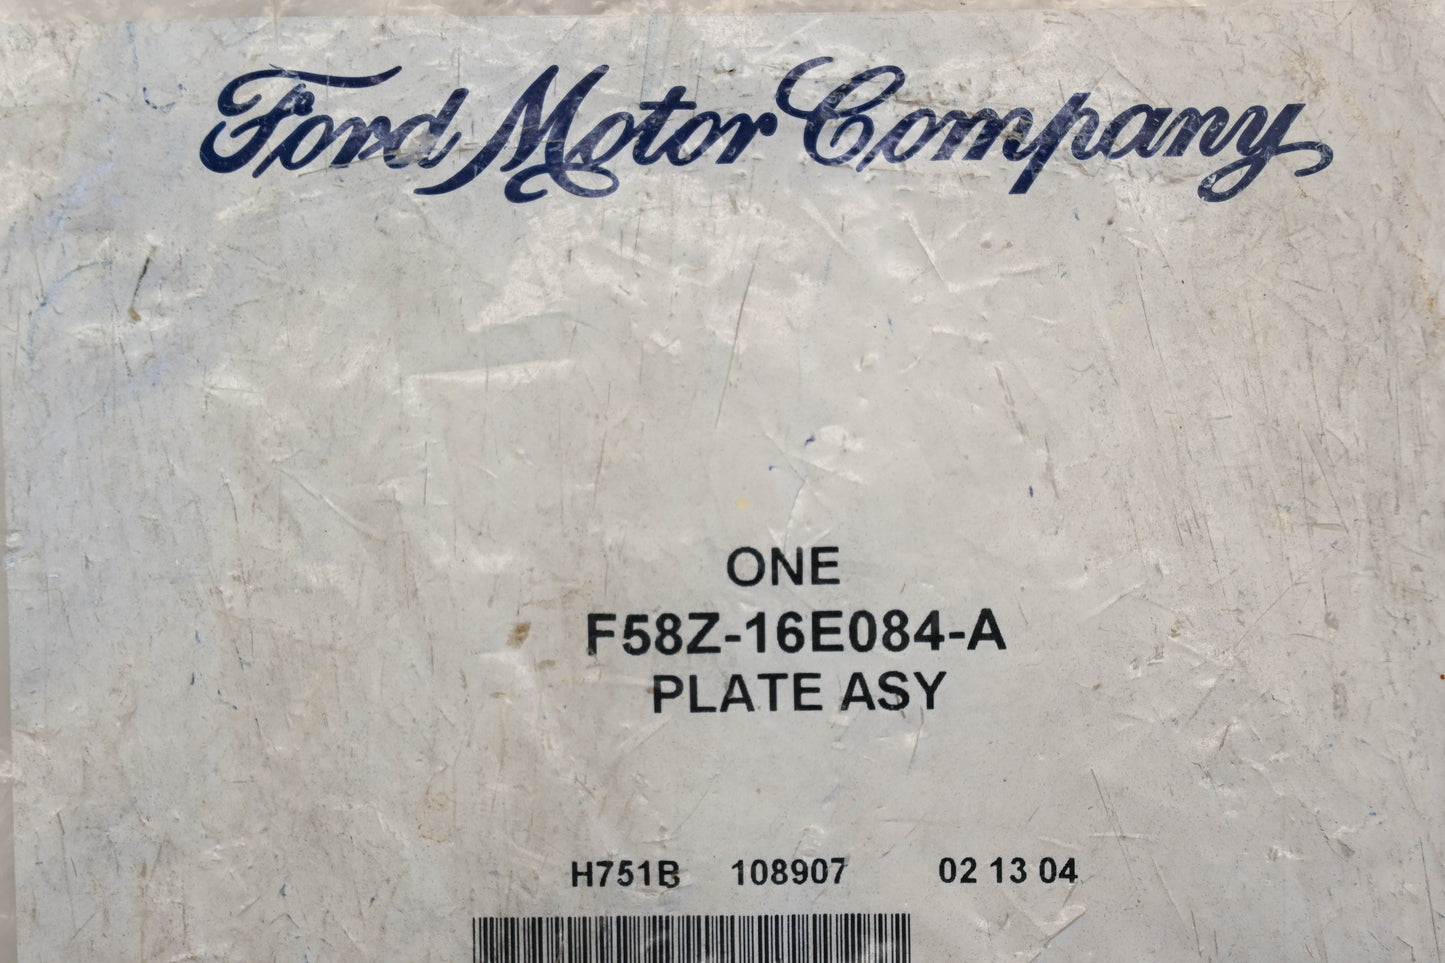 Ford Motor Company
ONE
F58Z-16E084-A
PLATE ASY
H751B 108907 02 13 04